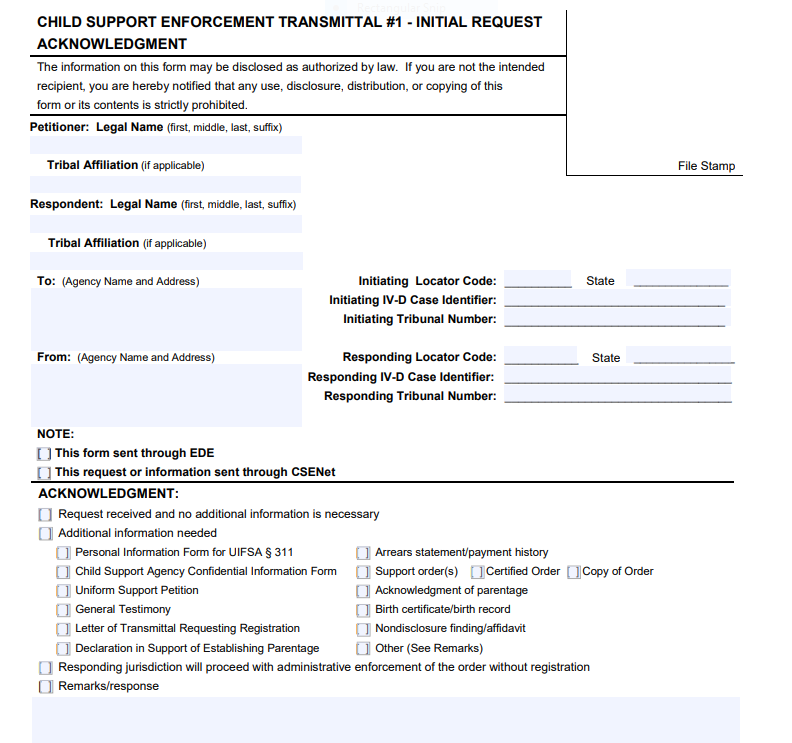 CHILD SUPPORT ENFORCEMENT TRANSMITTAL #1 - INITIAL REQUEST
ACKNOWLEDGMENT
The information on this form may be disclosed as authorized by law. If you are not the intended
recipient, you are hereby notified that any use, disclosure, distribution, or copying of this
form or its contents is strictly prohibited.
File Stamp
Petitioner: Legal Name (first, middle, last, suffix)
Tribal Affiliation (if applicable)
Respondent: Legal Name (first, middle, last, suffix)
Tribal Affiliation (if applicable)
To: (Agency Name and Address)
Initiating Locator Code: State
Initiating IV-D Case Identifier:
Initiating Tribunal Number:
From: (Agency Name and Address)
Responding Locator Code: State
Responding IV-D Case Identifier:
Responding Tribunal Number:
NOTE:
[ ] This form sent through EDE
[ ] This request or information sent through CSENet
ACKNOWLEDGMENT:
[ ] Request received and no additional information is necessary
[ ] Additional information needed
[ ] Personal Information Form for UIFSA § 311 [ ] Arrears statement/payment history
[ ] Child Support Agency Confidential Information Form [ ] Support order(s) [ ] Certified Order [ ] Copy of Order
[ ] Uniform Support Petition [ ] Acknowledgment of parentage
[ ] General Testimony [ ] Birth certificate/birth record
[ ] Letter of Transmittal Requesting Registration [ ] Nondisclosure finding/affidavit
[ ] Declaration in Support of Establishing Parentage [ ] Other (See Remarks)
[ ] Responding jurisdiction will proceed with administrative enforcement of the order without registration
[ ] Remarks/response